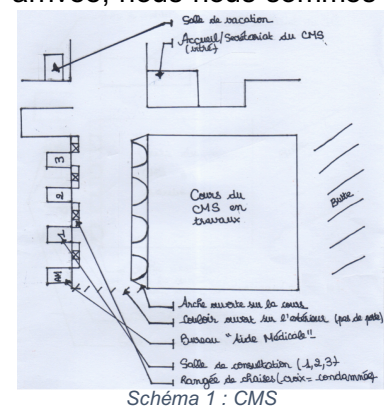 arrivée, nous nous sommes
Salle de vacation
Accueil/Secrétariat du CMS
(vitré)
3
2
1
AM
Cours du
CMS en
travaux
Butte
Arche ouverte sur la cours
Couloir ouvert sur l'extérieur (pas de porte)
Bureau "Aide Médicale"
Salle de consultation (1,2,3)
Rangée de chaises (croix= condamnée)
Schéma 1 : CMS